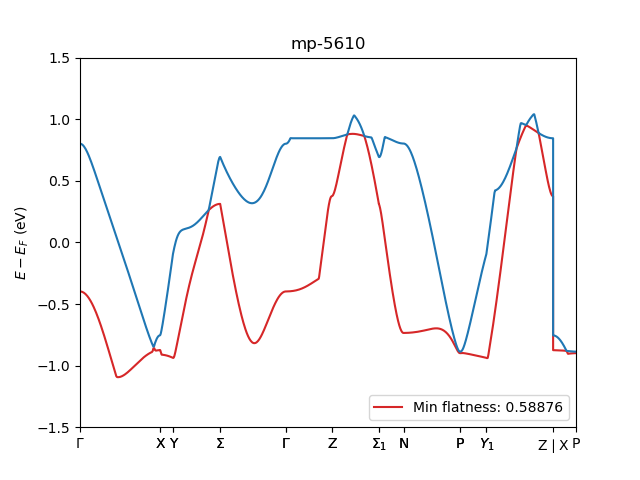 mp-5610
1.5
1.0
0.5
0.0
−0.5
−1.0
−1.5
E − E_F (eV)
Min flatness: 0.58876
Γ X Y Σ Γ Z Σ₁ N P Y₁ Z | X P